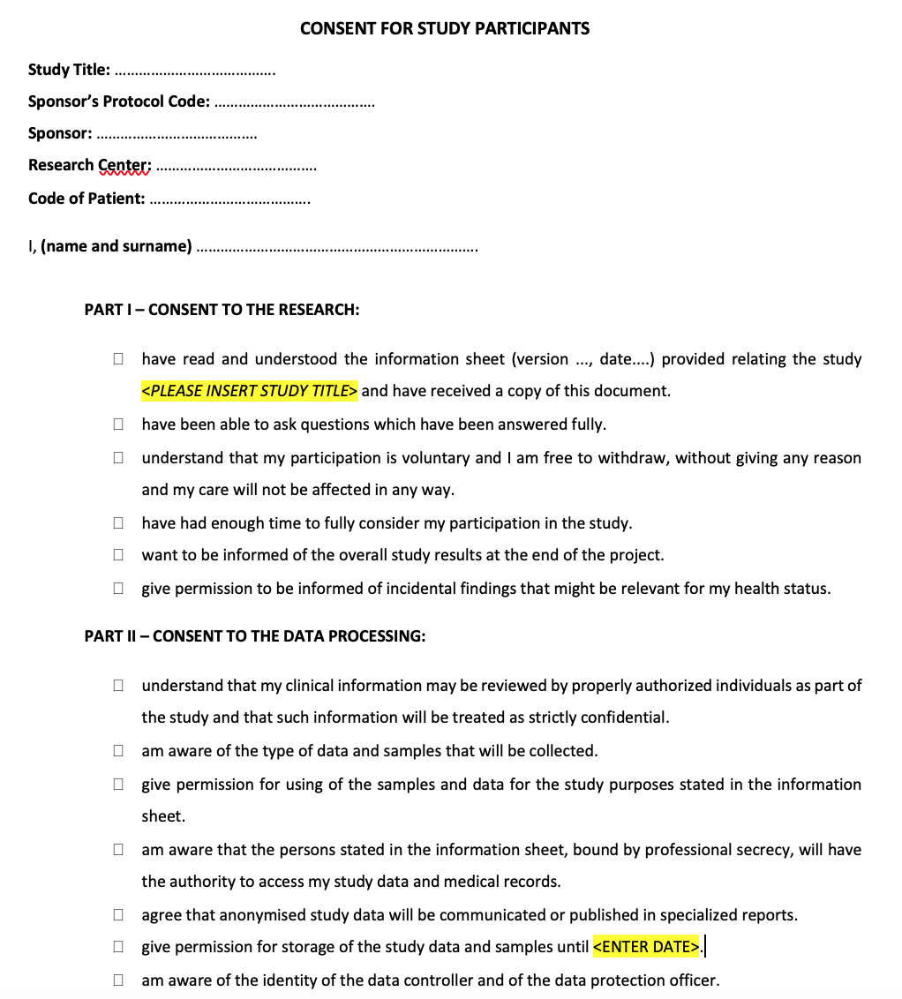 CONSENT FOR STUDY PARTICIPANTS
Study Title: ........................................
Sponsor’s Protocol Code: ........................................
Sponsor: ........................................
Research Center: ........................................
Code of Patient: ........................................
I, (name and surname) ......................................................................
PART I – CONSENT TO THE RESEARCH:
☐ have read and understood the information sheet (version ..., date....) provided relating the study
<PLEASE INSERT STUDY TITLE> and have received a copy of this document.
☐ have been able to ask questions which have been answered fully.
☐ understand that my participation is voluntary and I am free to withdraw, without giving any reason
and my care will not be affected in any way.
☐ have had enough time to fully consider my participation in the study.
☐ want to be informed of the overall study results at the end of the project.
☐ give permission to be informed of incidental findings that might be relevant for my health status.
PART II – CONSENT TO THE DATA PROCESSING:
☐ understand that my clinical information may be reviewed by properly authorized individuals as part of
the study and that such information will be treated as strictly confidential.
☐ am aware of the type of data and samples that will be collected.
☐ give permission for using of the samples and data for the study purposes stated in the information
sheet.
☐ am aware that the persons stated in the information sheet, bound by professional secrecy, will have
the authority to access my study data and medical records.
☐ agree that anonymised study data will be communicated or published in specialized reports.
☐ give permission for storage of the study data and samples until <ENTER DATE>.
☐ am aware of the identity of the data controller and of the data protection officer.